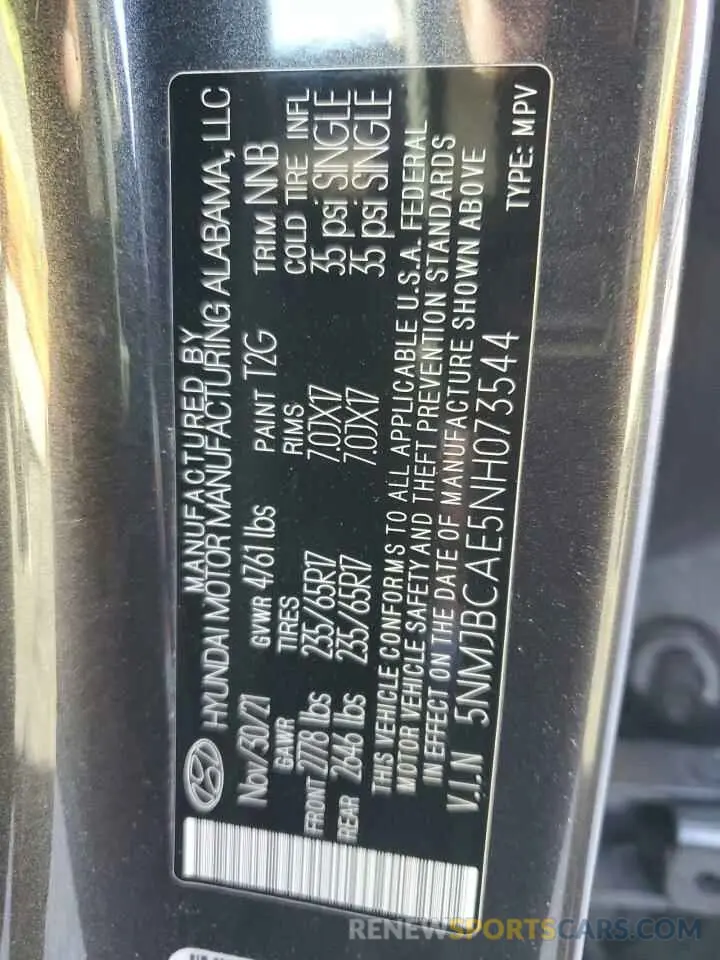 MANUFACTURED BY
HYUNDAI MOTOR MANUFACTURING ALABAMA, LLC
Nov/30/21 GVWR 4761 lbs PAINT T2G TRIM NNB
GAWR TIRES RIMS COLD TIRE INFL
FRONT 2778 lbs 235/65R17 7.0JX17 35 psi SINGLE
REAR 2646 lbs 235/65R17 7.0JX17 35 psi SINGLE
THIS VEHICLE CONFORMS TO ALL APPLICABLE U.S.A. FEDERAL
MOTOR VEHICLE SAFETY AND THEFT PREVENTION STANDARDS
IN EFFECT ON THE DATE OF MANUFACTURE SHOWN ABOVE
V.I.N 5NMJBCAE5NH073544
TYPE: MPV
RENEWSPORTSCARS.COM